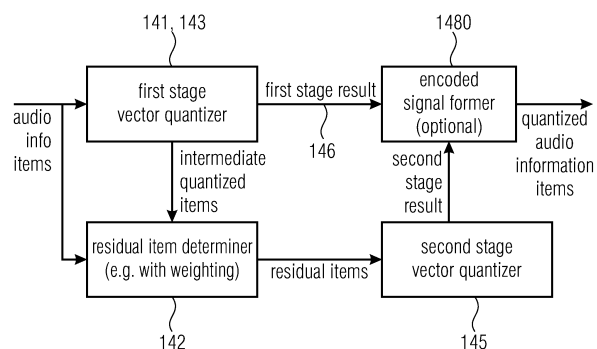 141, 143
1480
first stage
vector quantizer
first stage result
encoded
signal former
(optional)
audio
info
items
146
quantized
audio
information
items
intermediate
quantized
items
second
stage
result
residual item determiner
(e.g. with weighting)
residual items
second stage
vector quantizer
142
145